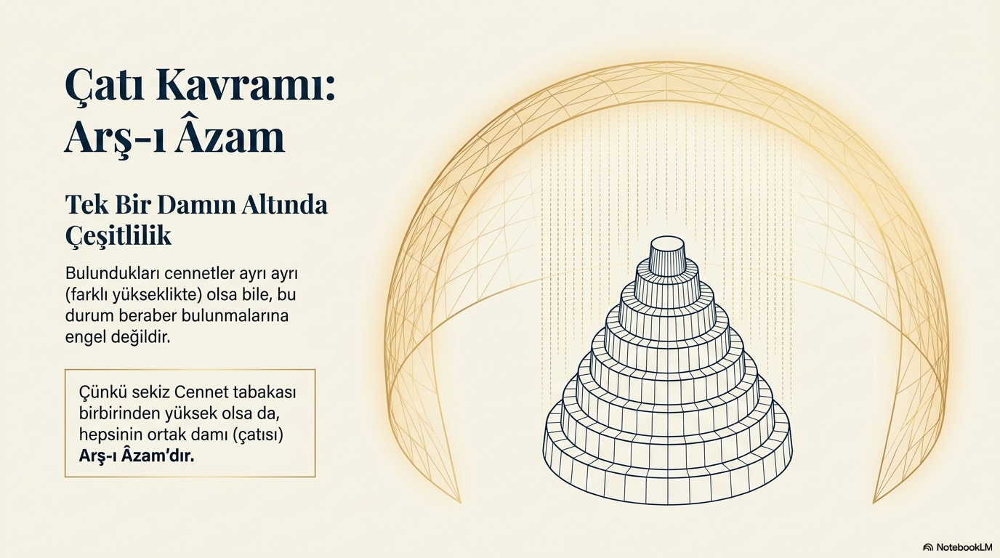 Çatı Kavramı:
Arş-ı Âzam
Tek Bir Damın Altında
Çeşitlilik
Bulundukları cennetler ayrı ayrı
(farklı yükseklikte) olsa bile, bu
durum beraber bulunmalarına
engel değildir.
Çünkü sekiz Cennet tabakası
birbirinden yüksek olsa da,
hepsinin ortak damı (çatısı)
Arş-ı Âzam’dır.
NotebookLM